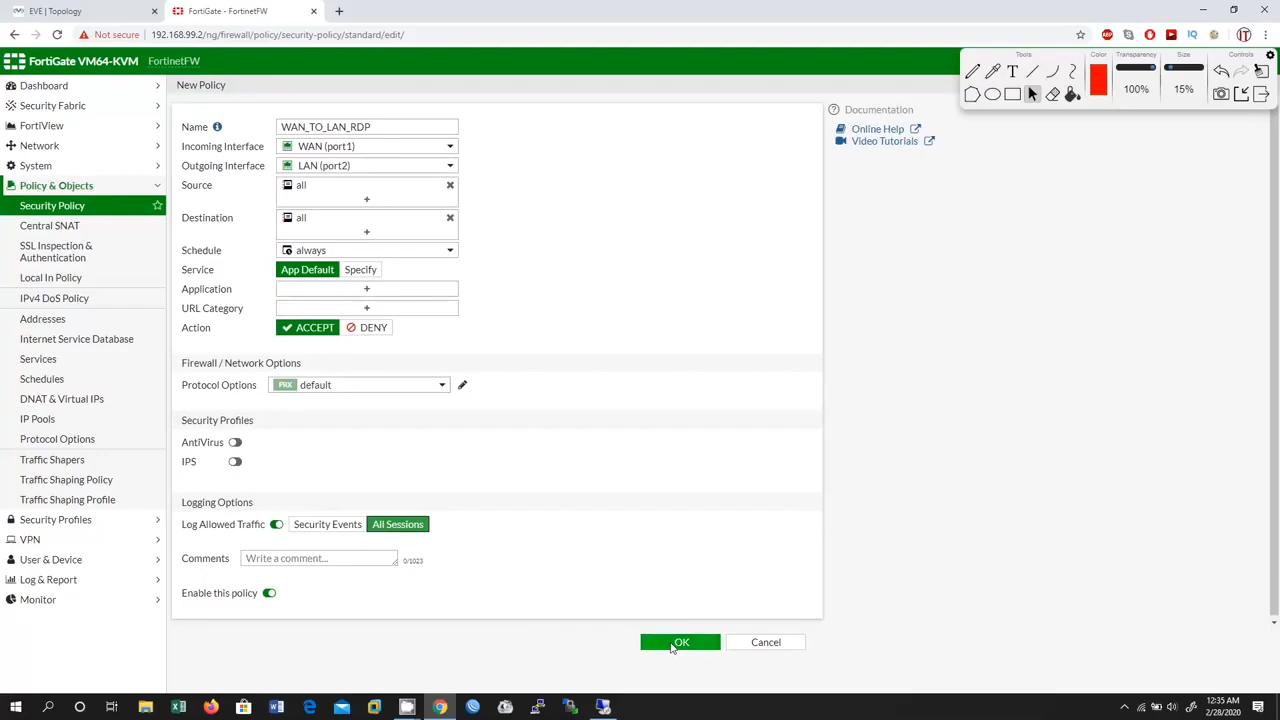 EVE | Topology
FortiGate - FortinetFW
Not secure
192.168.99.2/ng/firewall/policy/security-policy/standard/edit/
FortiGate VM64-KVM
FortinetFW
Tools
Color
Transparency
Size
Controls
100%
15%
Dashboard
Security Fabric
FortiView
Network
System
Policy & Objects
Security Policy
Central SNAT
SSL Inspection &
Authentication
Local In Policy
IPv4 DoS Policy
Addresses
Internet Service Database
Services
Schedules
DNAT & Virtual IPs
IP Pools
Protocol Options
Traffic Shapers
Traffic Shaping Policy
Traffic Shaping Profile
Security Profiles
VPN
User & Device
Log & Report
Monitor
New Policy
Name WAN_TO_LAN_RDP
Incoming Interface WAN (port1)
Outgoing Interface LAN (port2)
Source all
+
Destination all
+
Schedule always
Service App Default Specify
Application +
URL Category +
Action ACCEPT DENY
Firewall / Network Options
Protocol Options PRX default
Security Profiles
AntiVirus
IPS
Logging Options
Log Allowed Traffic Security Events All Sessions
Comments Write a comment... 0/1023
Enable this policy
OK Cancel
Documentation
Online Help
Video Tutorials
12:35 AM
2/28/2020